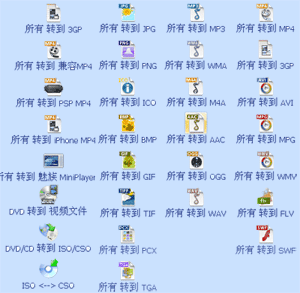 所有 转到 3GP
所有 转到 JPG
所有 转到 MP3
所有 转到 MP4
所有 转到 兼容MP4
所有 转到 PNG
所有 转到 WMA
所有 转到 3GP
所有 转到 PSP MP4
所有 转到 ICO
所有 转到 M4A
所有 转到 AVI
所有 转到 iPhone MP4
所有 转到 BMP
所有 转到 AAC
所有 转到 MPG
所有 转到 魅族 MiniPlayer
所有 转到 GIF
所有 转到 OGG
所有 转到 WMV
DVD 转到 视频文件
所有 转到 TIF
所有 转到 WAV
所有 转到 FLV
DVD/CD 转到 ISO/CSO
所有 转到 PCX
所有 转到 SWF
ISO <--> CSO
所有 转到 TGA